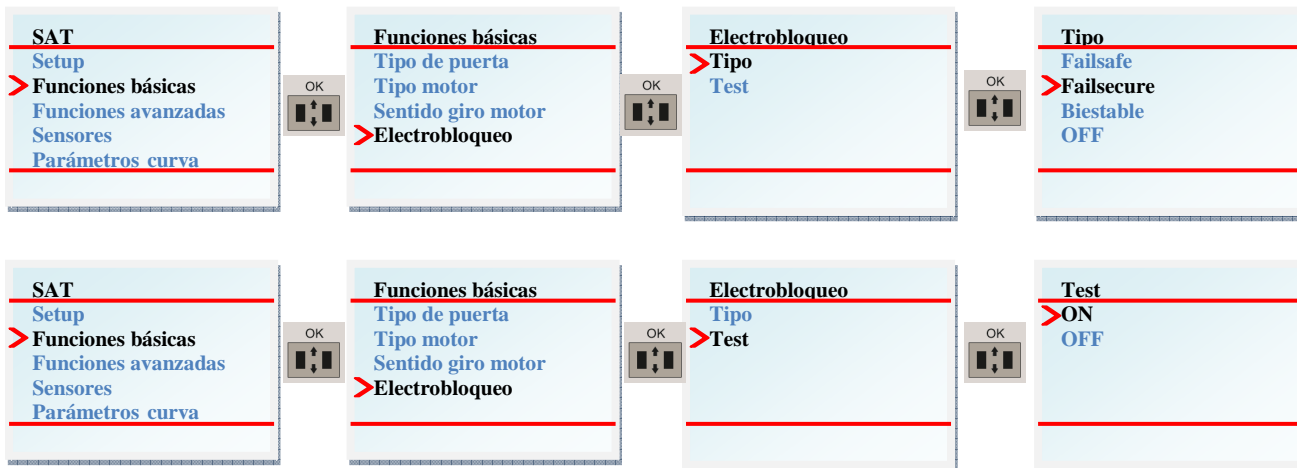 SAT
Setup
Funciones básicas
Funciones avanzadas
Sensores
Parámetros curva
OK
Funciones básicas
Tipo de puerta
Tipo motor
Sentido giro motor
Electrobloqueo
OK
Electrobloqueo
Tipo
Test
OK
Tipo
Failsafe
Failsecure
Biestable
OFF
SAT
Setup
Funciones básicas
Funciones avanzadas
Sensores
Parámetros curva
OK
Funciones básicas
Tipo de puerta
Tipo motor
Sentido giro motor
Electrobloqueo
OK
Electrobloqueo
Tipo
Test
OK
Test
ON
OFF